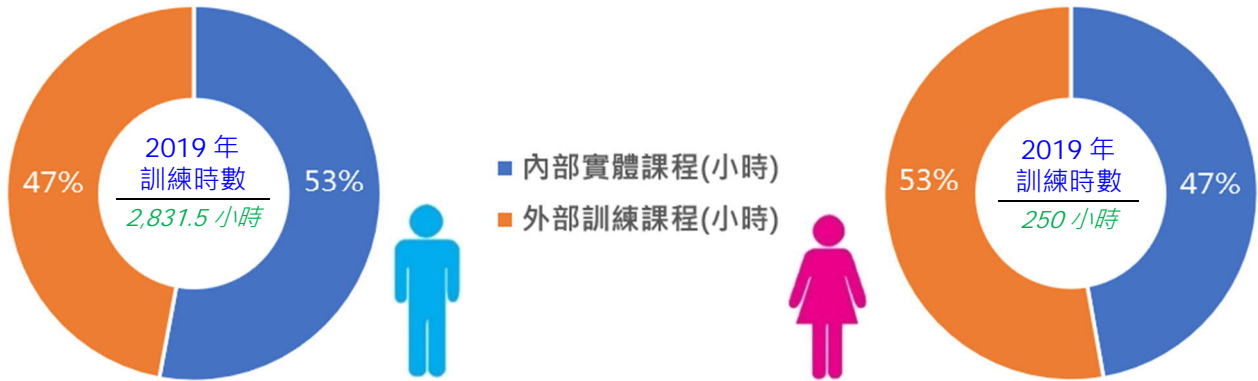 2019 年
訓練時數
2,831.5 小時
47%
53%
內部實體課程(小時)
外部訓練課程(小時)
2019 年
訓練時數
250 小時
53%
47%